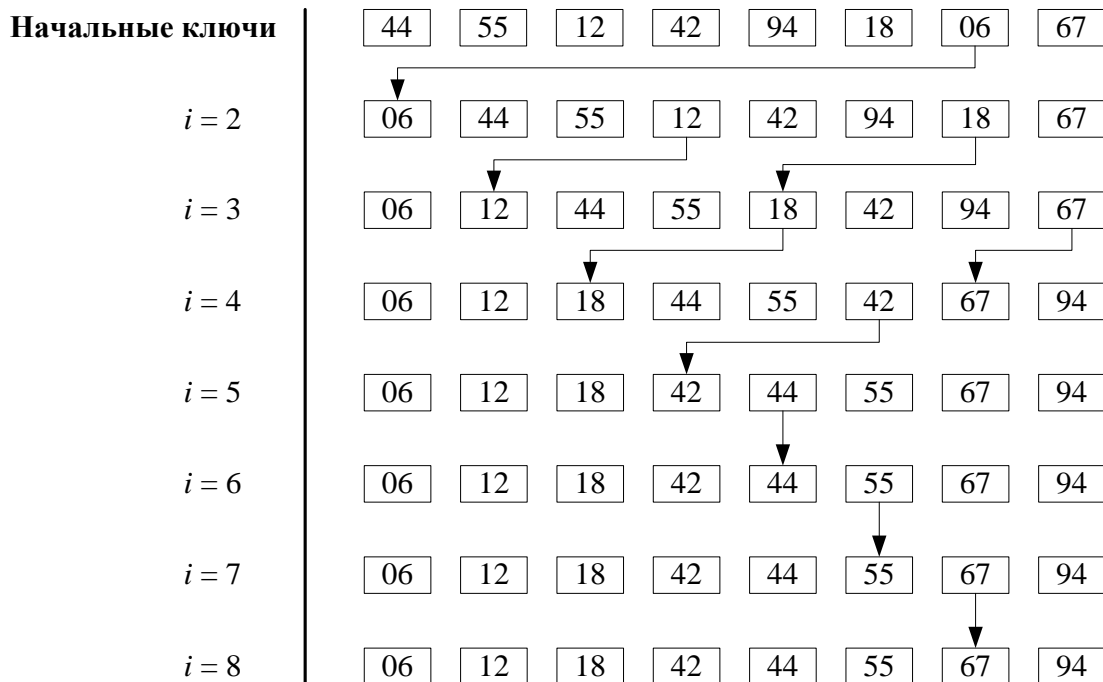 Начальные ключи 44 55 12 42 94 18 06 67
i = 2 06 44 55 12 42 94 18 67
i = 3 06 12 44 55 18 42 94 67
i = 4 06 12 18 44 55 42 67 94
i = 5 06 12 18 42 44 55 67 94
i = 6 06 12 18 42 44 55 67 94
i = 7 06 12 18 42 44 55 67 94
i = 8 06 12 18 42 44 55 67 94